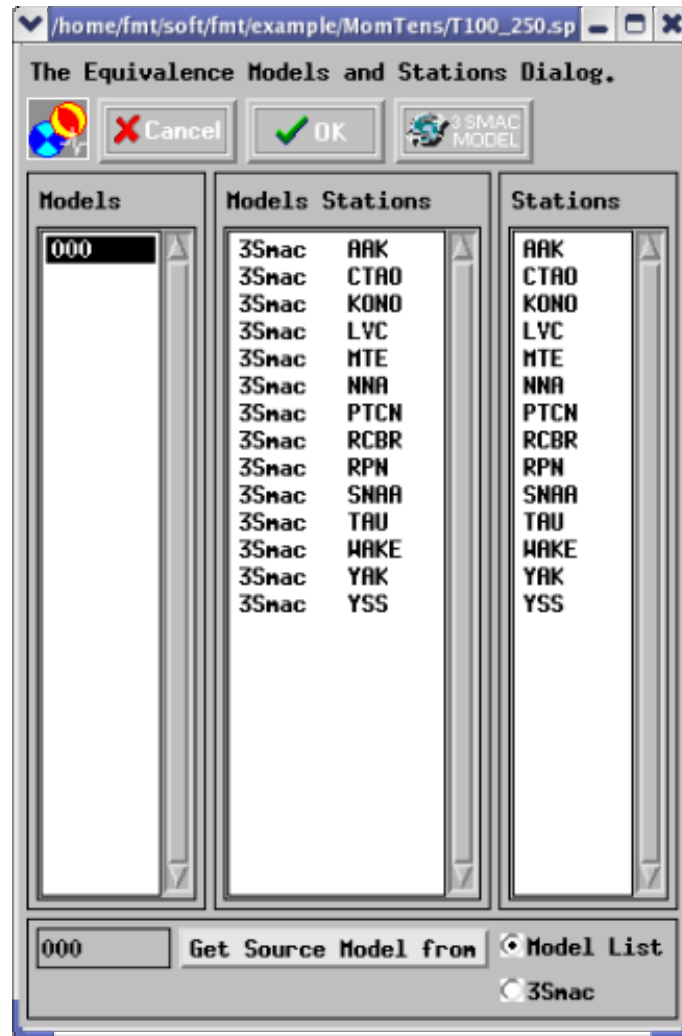 /home/fmt/soft/fmt/example/MomTens/T100_250.sp
The Equivalence Models and Stations Dialog.
Cancel
OK
3 SMAC
MODEL
Models
Models Stations
Stations
000
3Smac AAK
3Smac CTAO
3Smac KONO
3Smac LVC
3Smac MTE
3Smac NNA
3Smac PTCN
3Smac RCBR
3Smac RPN
3Smac SNAA
3Smac TAU
3Smac WAKE
3Smac YAK
3Smac YSS
AAK
CTAO
KONO
LVC
MTE
NNA
PTCN
RCBR
RPN
SNAA
TAU
WAKE
YAK
YSS
000
Get Source Model from
Model List
3Smac